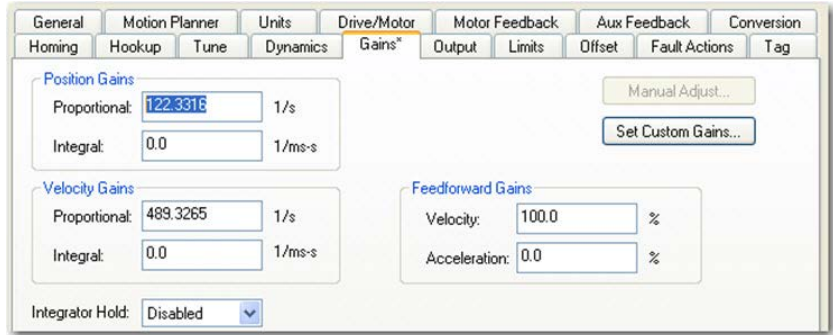 General Motion Planner Units Drive/Motor Motor Feedback Aux Feedback Conversion
Homing Hookup Tune Dynamics Gains* Output Limits Offset Fault Actions Tag
Position Gains
Proportional: 122.3316 1/s
Manual Adjust...
Integral: 0.0 1/ms-s
Set Custom Gains...
Velocity Gains
Proportional: 489.3265 1/s
Integral: 0.0 1/ms-s
Feedforward Gains
Velocity: 100.0 %
Acceleration: 0.0 %
Integrator Hold: Disabled